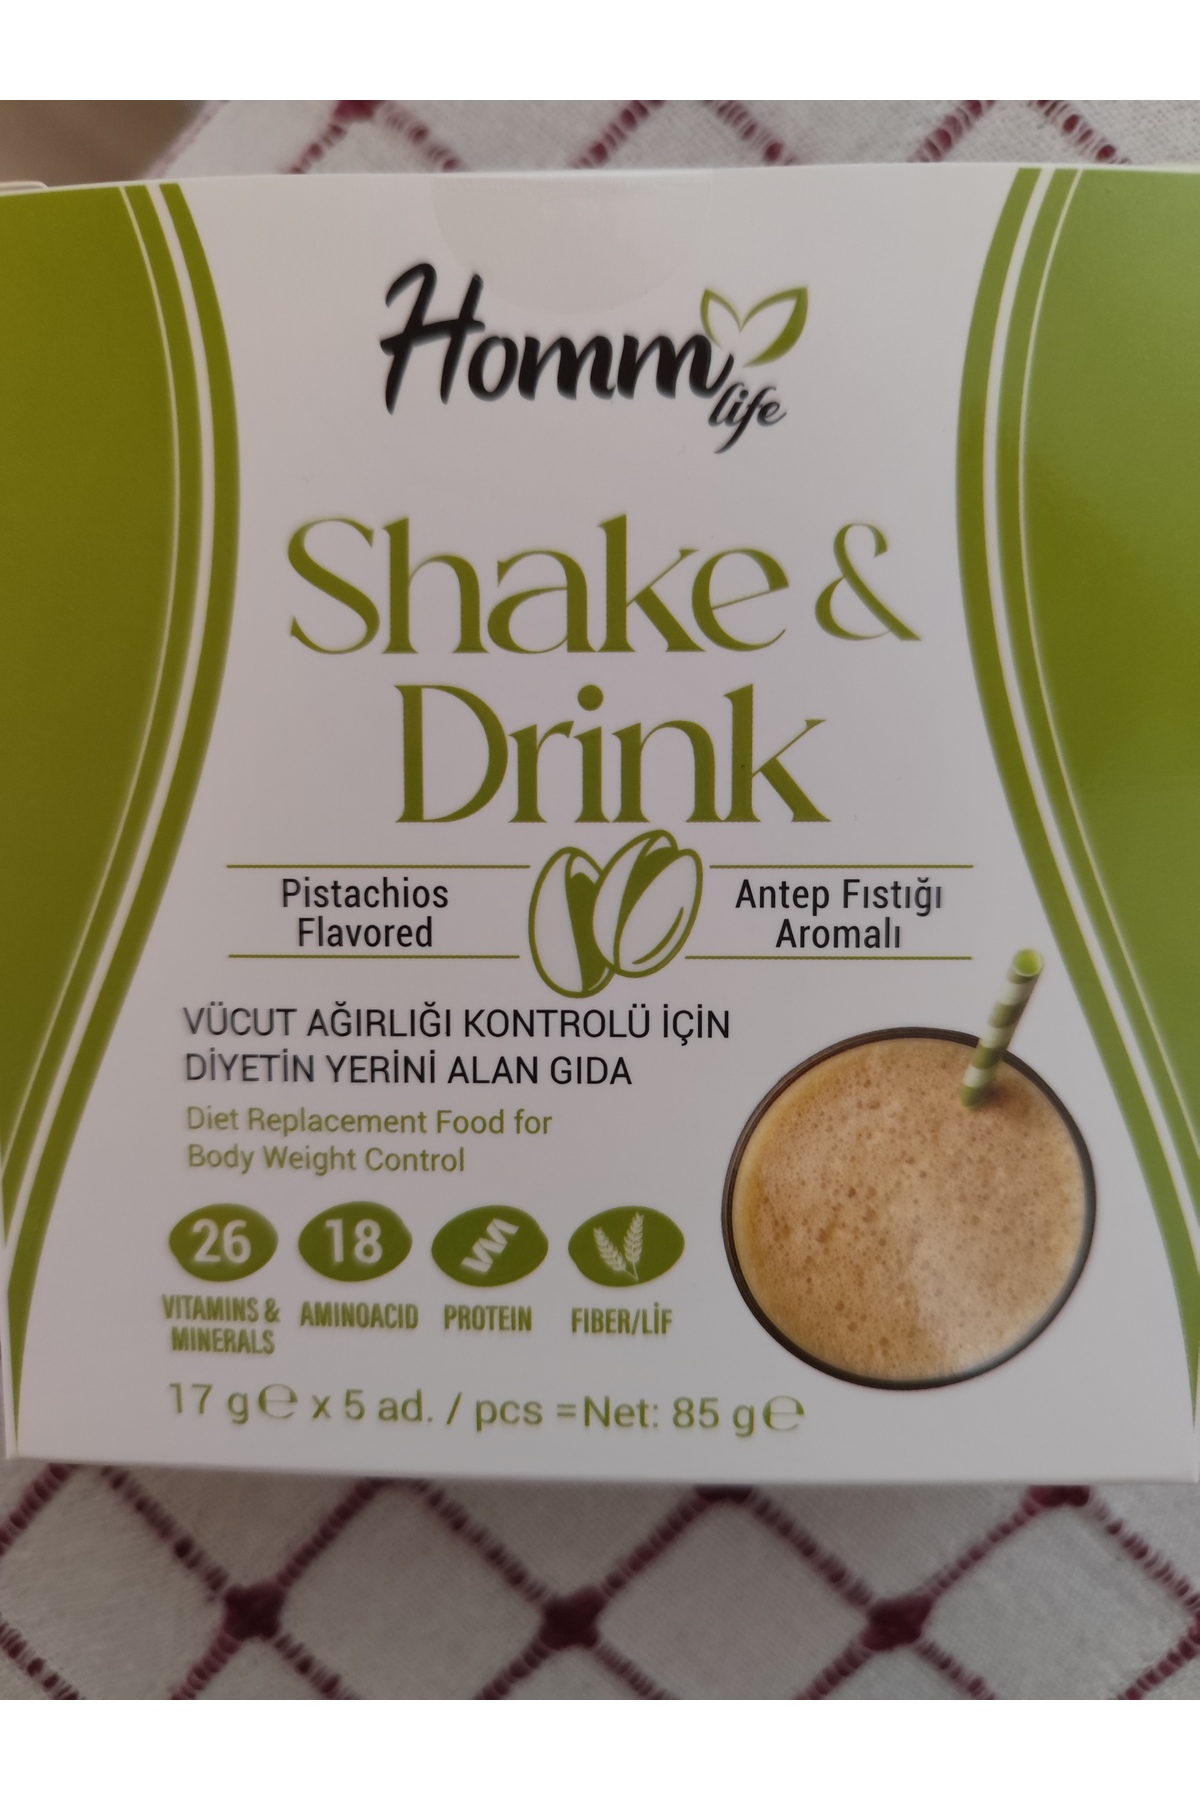 Homm
life
Shake &
Drink
Pistachios
Flavored
Antep Fıstığı
Aromalı
VÜCUT AĞIRLIĞI KONTROLÜ İÇİN
DİYETİN YERİNİ ALAN GIDA
Diet Replacement Food for
Body Weight Control
26
VITAMINS &
MINERALS
18
AMINOACID
PROTEIN
FIBER/LİF
17 g ℮ x 5 ad. / pcs =Net: 85 g ℮